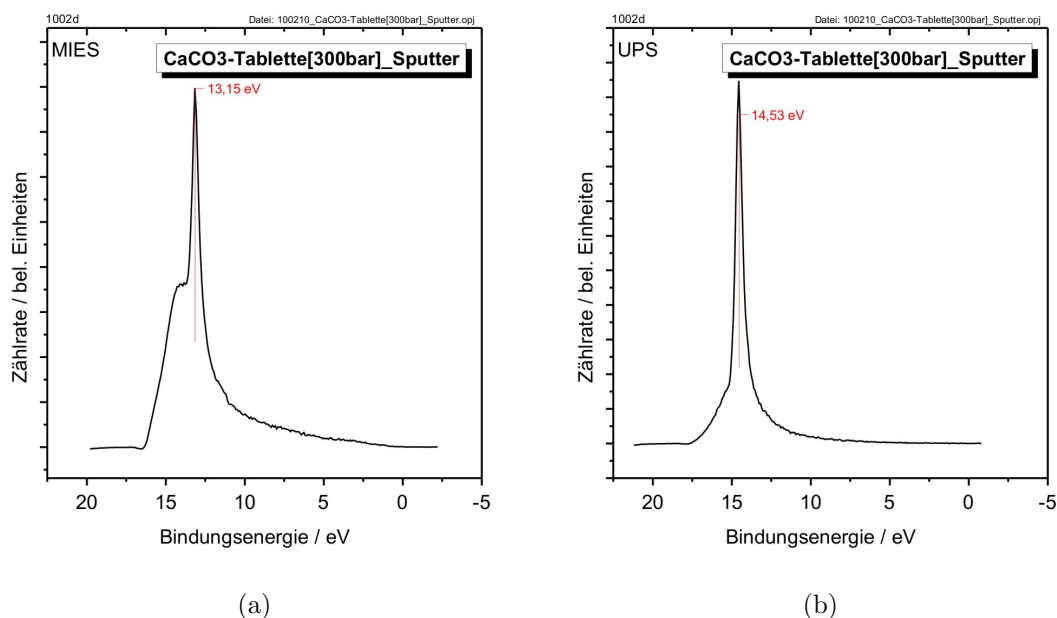 1002d
Datei: 100210_CaCO3-Tablette[300bar]_Sputter.opj
MIES
CaCO3-Tablette[300bar]_Sputter
13,15 eV
Zählrate / bel. Einheiten
20 15 10 5 0 -5
Bindungsenergie / eV
(a)
1002d
Datei: 100210_CaCO3-Tablette[300bar]_Sputter.opj
UPS
CaCO3-Tablette[300bar]_Sputter
14,53 eV
Zählrate / bel. Einheiten
20 15 10 5 0 -5
Bindungsenergie / eV
(b)